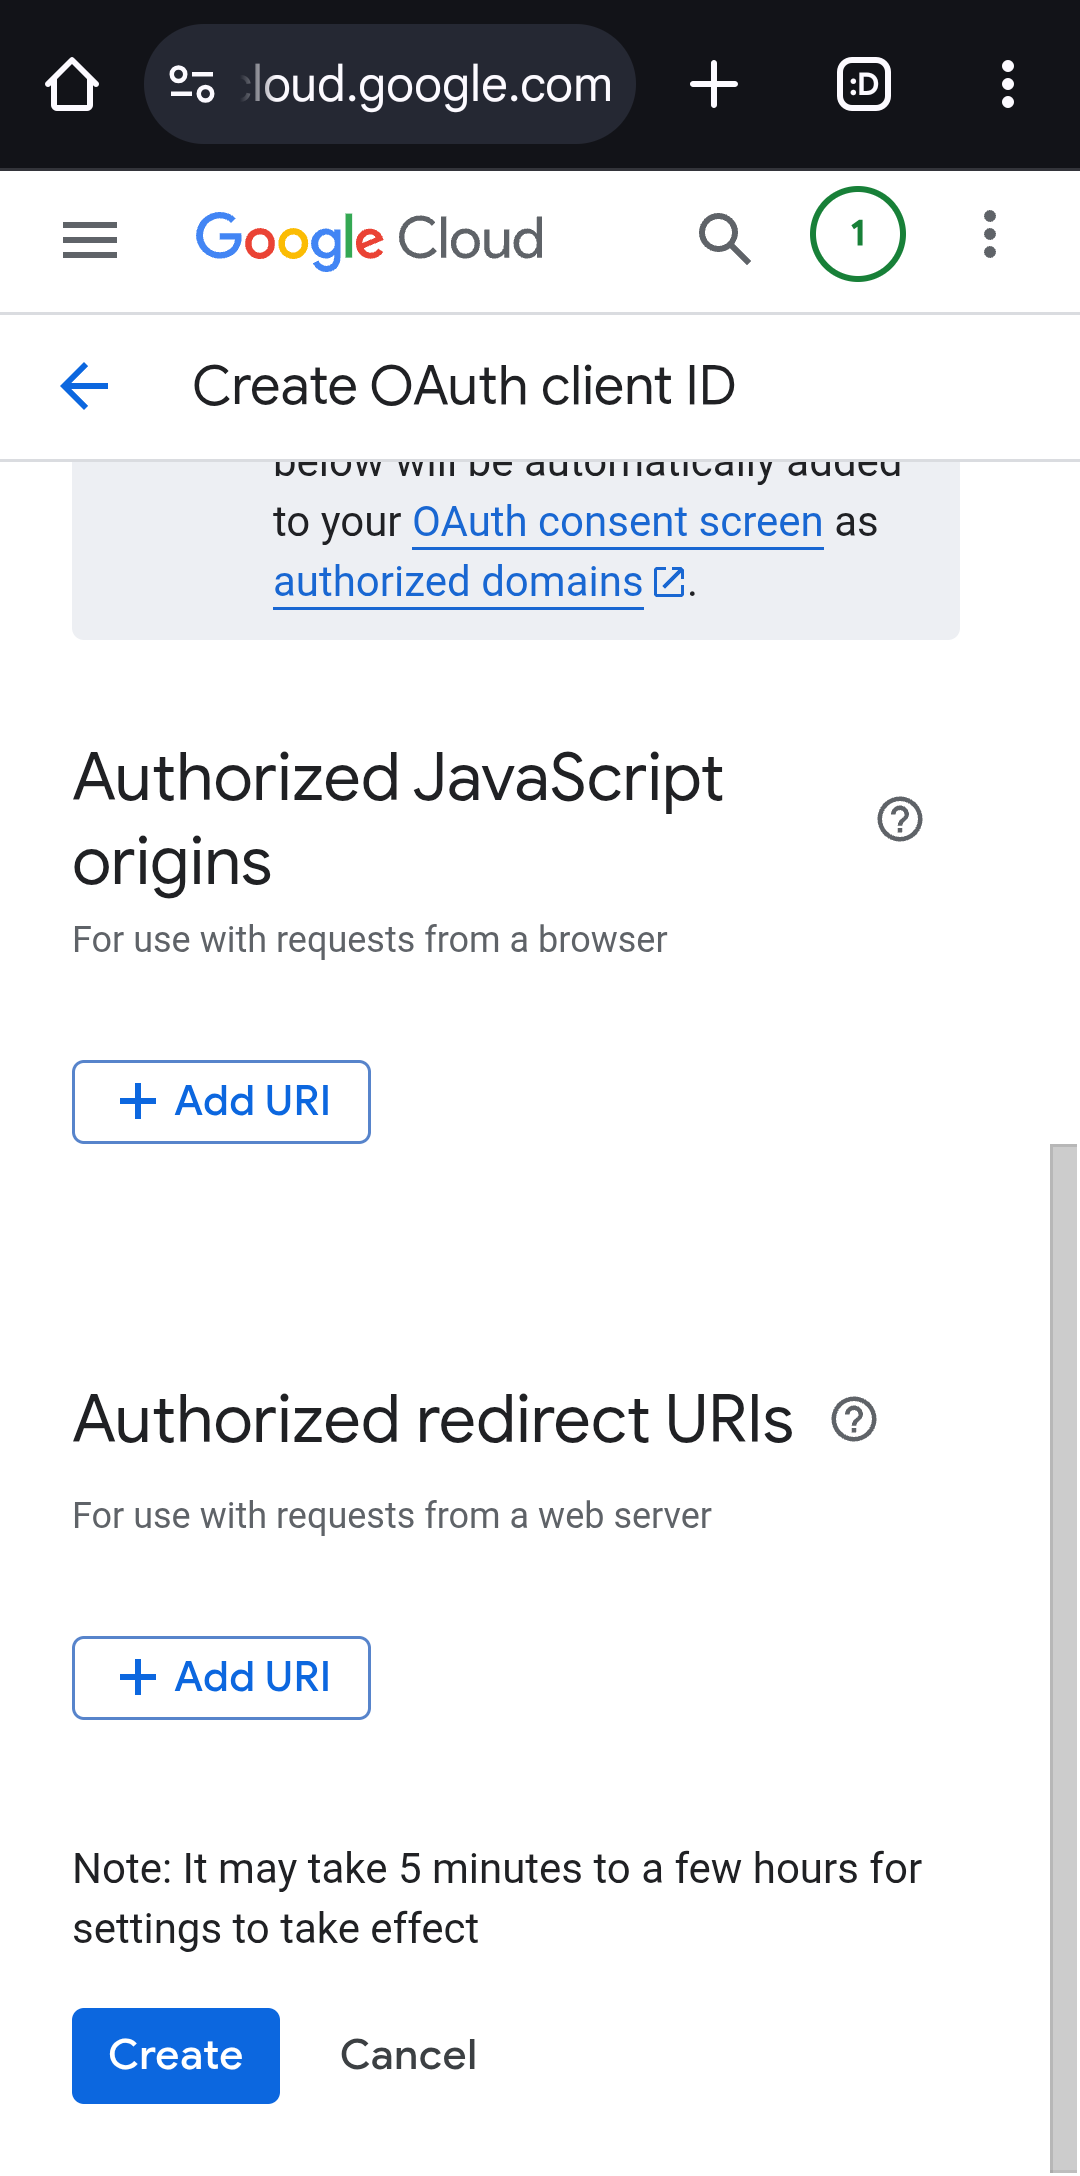 loud.google.com
:D
Google Cloud
1
Create OAuth client ID
below will be automatically added
to your OAuth consent screen as
authorized domains.
Authorized JavaScript
origins
For use with requests from a browser
+ Add URI
Authorized redirect URIs
For use with requests from a web server
+ Add URI
Note: It may take 5 minutes to a few hours for
settings to take effect
Create
Cancel